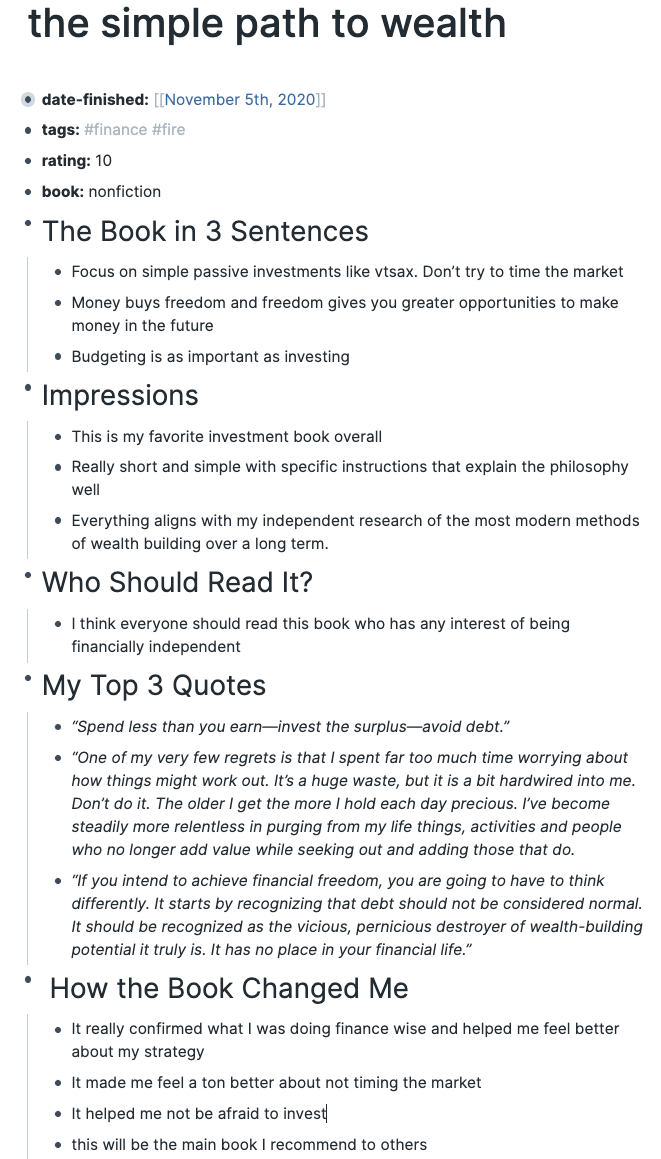 the simple path to wealth
date-finished: [[November 5th, 2020]]
tags: #finance #fire
rating: 10
book: nonfiction
The Book in 3 Sentences
Focus on simple passive investments like vtsax. Don’t try to time the market
Money buys freedom and freedom gives you greater opportunities to make
money in the future
Budgeting is as important as investing
Impressions
This is my favorite investment book overall
Really short and simple with specific instructions that explain the philosophy
well
Everything aligns with my independent research of the most modern methods
of wealth building over a long term.
Who Should Read It?
I think everyone should read this book who has any interest of being
financially independent
My Top 3 Quotes
“Spend less than you earn—invest the surplus—avoid debt.”
“One of my very few regrets is that I spent far too much time worrying about
how things might work out. It’s a huge waste, but it is a bit hardwired into me.
Don’t do it. The older I get the more I hold each day precious. I’ve become
steadily more relentless in purging from my life things, activities and people
who no longer add value while seeking out and adding those that do.
“If you intend to achieve financial freedom, you are going to have to think
differently. It starts by recognizing that debt should not be considered normal.
It should be recognized as the vicious, pernicious destroyer of wealth-building
potential it truly is. It has no place in your financial life.”
How the Book Changed Me
It really confirmed what I was doing finance wise and helped me feel better
about my strategy
It made me feel a ton better about not timing the market
It helped me not be afraid to invest
this will be the main book I recommend to others